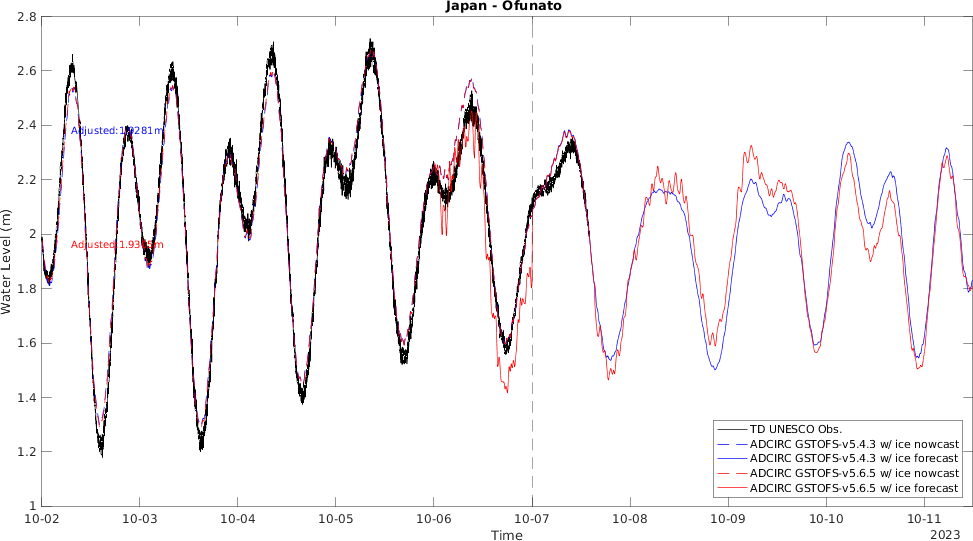 Japan - Ofunato
Water Level (m)
2.8
2.6
2.4
2.2
2
1.8
1.6
1.4
1.2
1
Adjusted:1.9281m
TD UNESCO Obs.
ADCIRC GSTOFS-v5.4.3 w/ ice nowcast
ADCIRC GSTOFS-v5.4.3 w/ ice forecast
ADCIRC GSTOFS-v5.6.5 w/ ice nowcast
ADCIRC GSTOFS-v5.6.5 w/ ice forecast
10-02
10-03
10-04
10-05
10-06
10-07
10-08
10-09
10-10
10-11
Time
2023